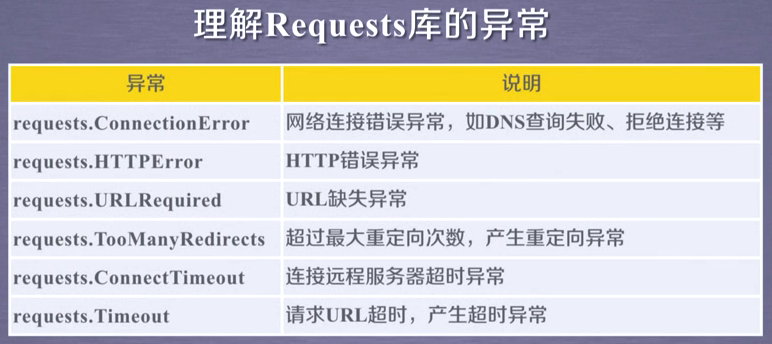 理解Requests库的异常
异常 说明
requests.ConnectionError 网络连接错误异常，如DNS查询失败、拒绝连接等
requests.HTTPError HTTP错误异常
requests.URLRequired URL缺失异常
requests.TooManyRedirects 超过最大重定向次数，产生重定向异常
requests.ConnectTimeout 连接远程服务器超时异常
requests.Timeout 请求URL超时，产生超时异常